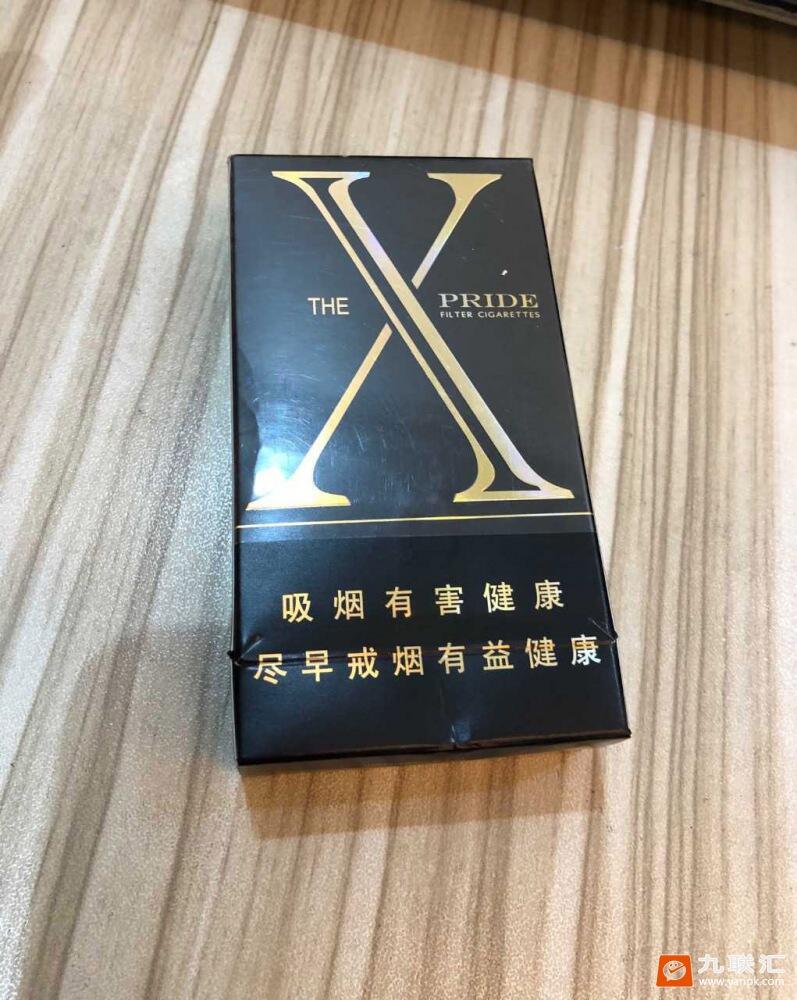 X
THE
PRIDE
FILTER CIGARETTES
吸烟有害健康
尽早戒烟有益健康
九联汇
www.yanpk.com